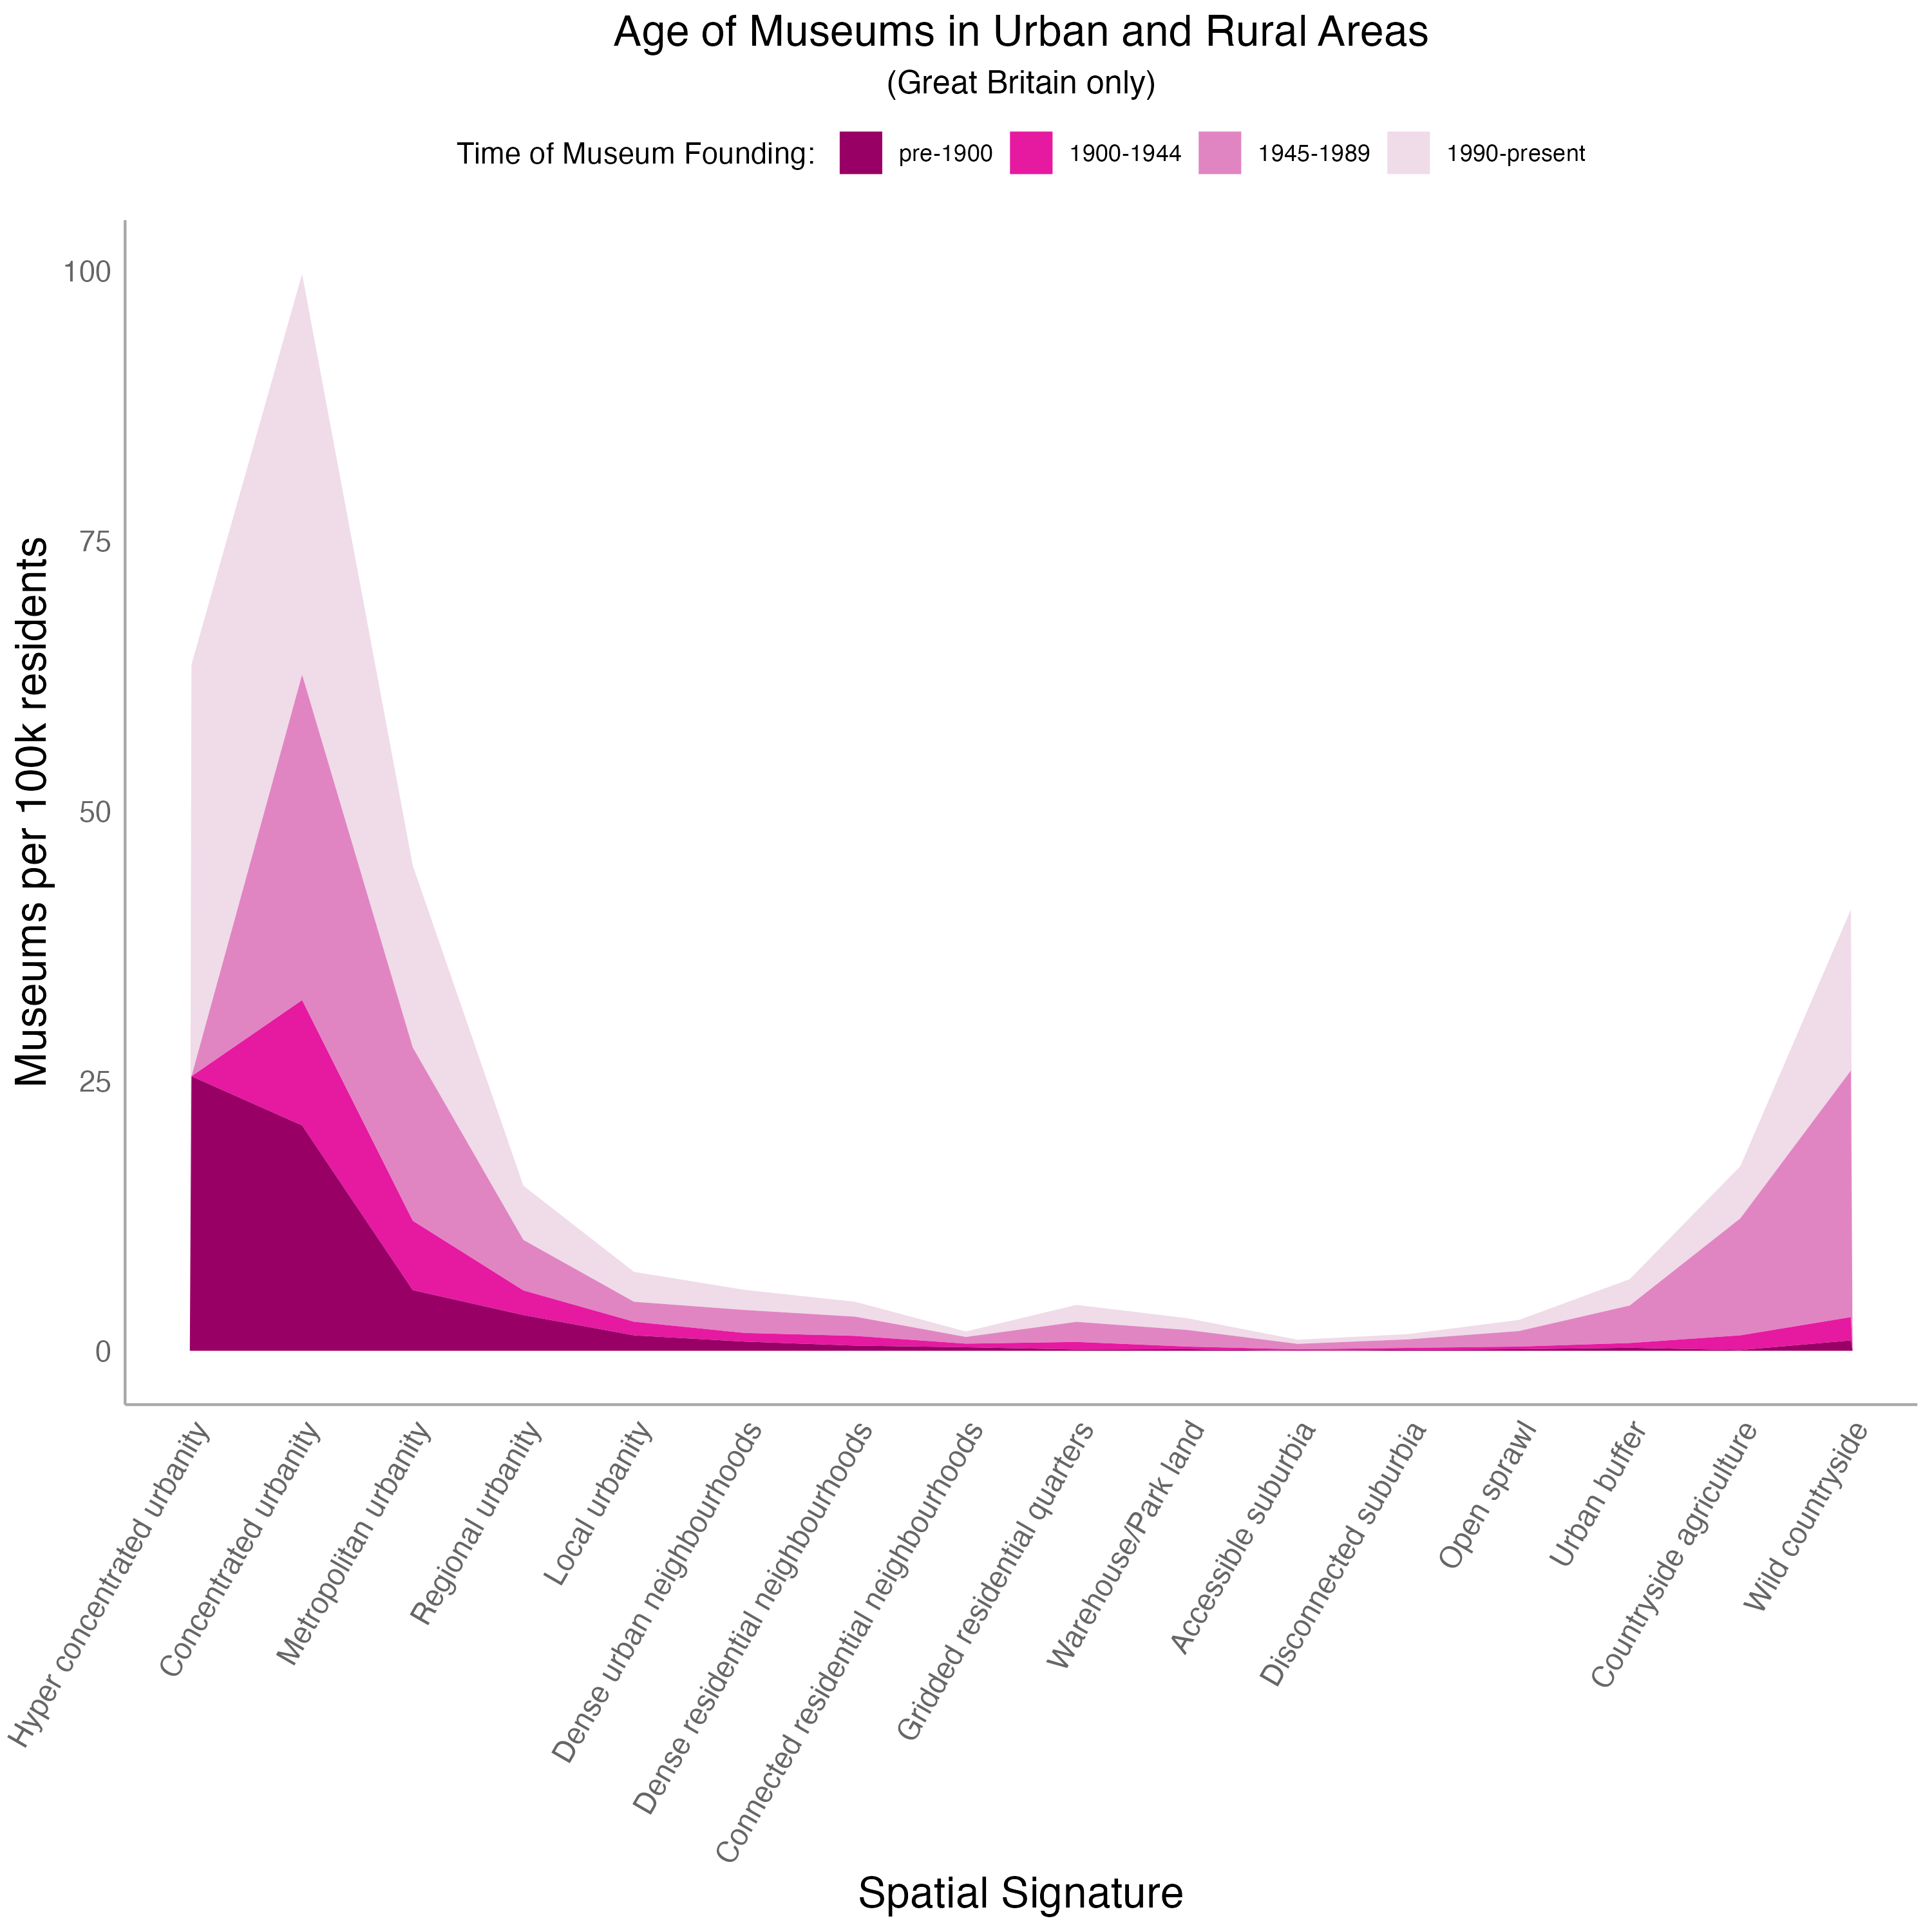 Age of Museums in Urban and Rural Areas
(Great Britain only)
Time of Museum Founding: pre-1900 1900-1944 1945-1989 1990-present
Museums per 100k residents
100
75
50
25
0
Hyper concentrated urbanity
Concentrated urbanity
Metropolitan urbanity
Regional urbanity
Local urbanity
Dense urban neighbourhoods
Dense residential neighbourhoods
Connected residential neighbourhoods
Gridded residential quarters
Warehouse/Park land
Accessible suburbia
Disconnected suburbia
Open sprawl
Urban buffer
Countryside agriculture
Wild countryside
Spatial Signature